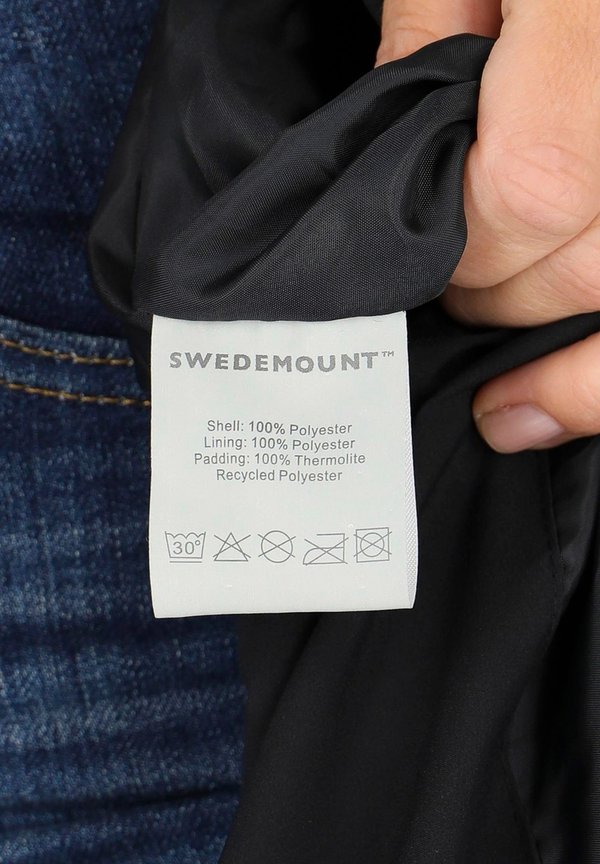 SWEDEMOUNT™
Shell: 100% Polyester
Lining: 100% Polyester
Padding: 100% Thermolite
Recycled Polyester
30°